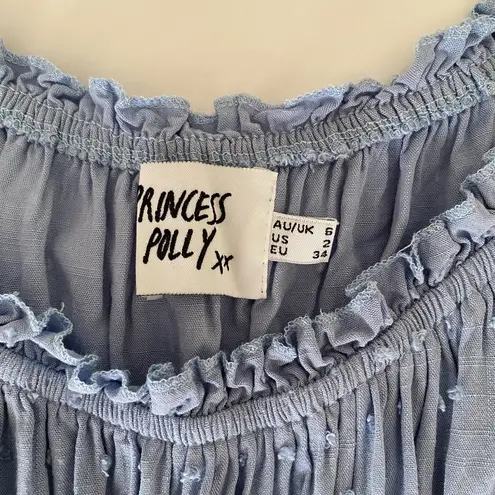 PRINCESS
POLLY xx
AU/UK 6
US 2
EU 34